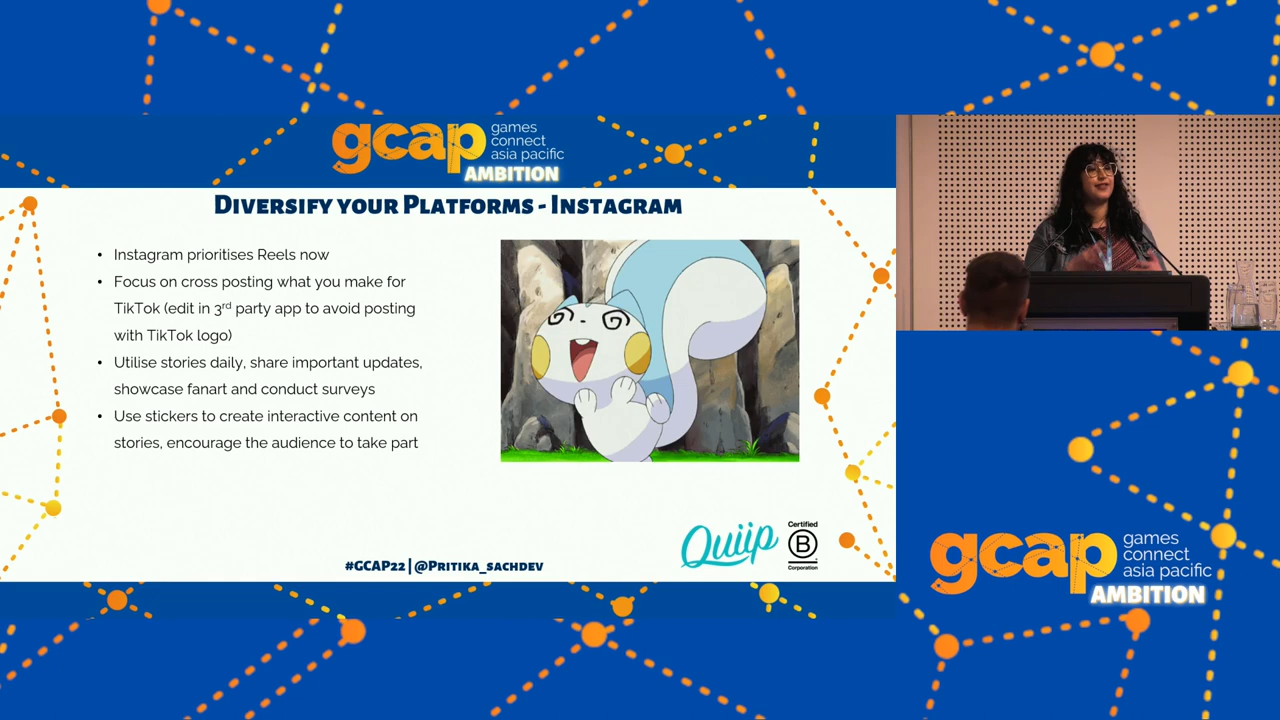 gcap
games
connect
asia pacific
AMBITION
Diversify your Platforms - Instagram
• Instagram prioritises Reels now
• Focus on cross posting what you make for
TikTok (edit in 3rd party app to avoid posting
with TikTok logo)
• Utilise stories daily, share important updates,
showcase fanart and conduct surveys
• Use stickers to create interactive content on
stories, encourage the audience to take part
Quiip
Certified
B
Corporation
#GCAP22 | @Pritika_sachdev
gcap
games
connect
asia pacific
AMBITION